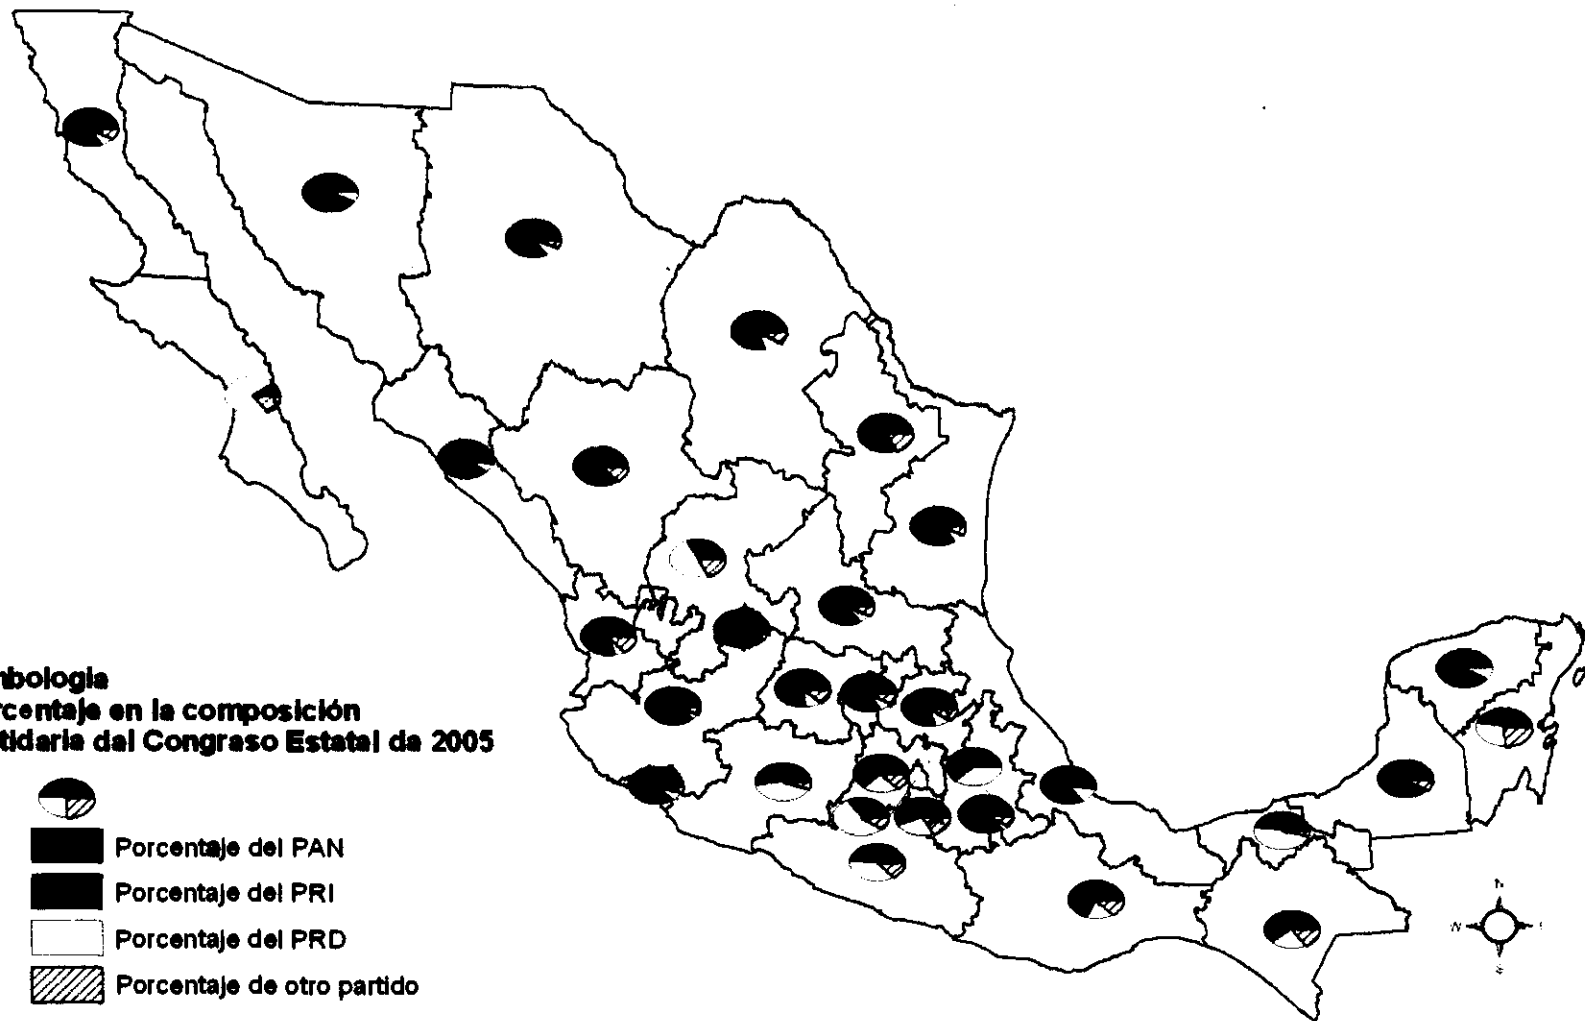 nbologia
rcentaje en la composición
tidaria dal Congraso Estatal da 2005
Porcentaje del PAN
Porcentaje del PRI
Porcentaje del PRD
Porcentaje de otro partido
N
W
S